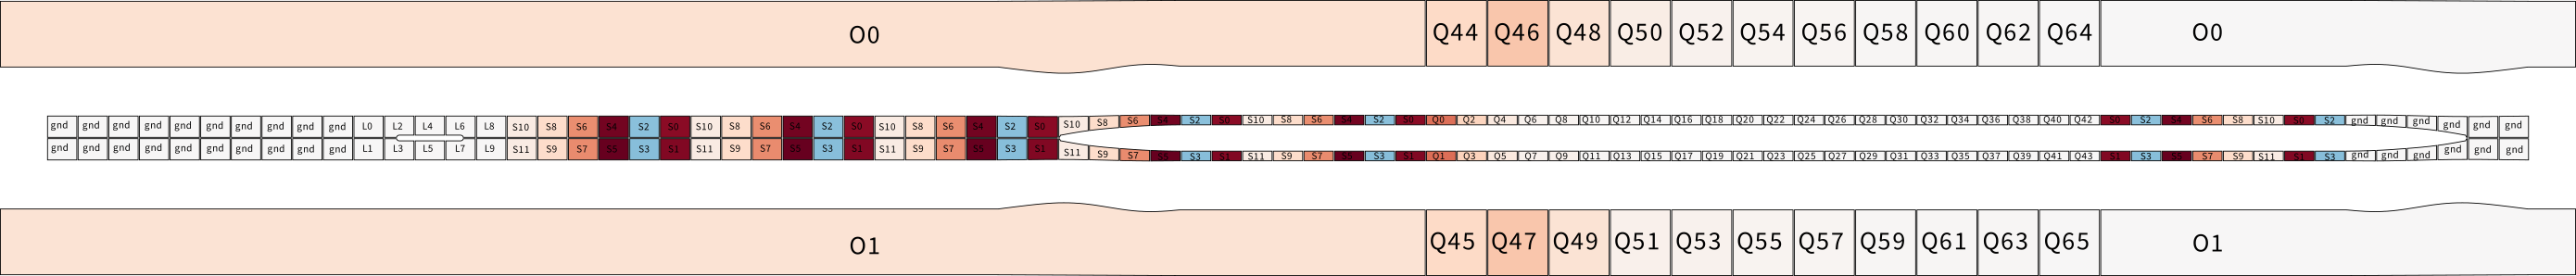 O0 Q44 Q46 Q48 Q50 Q52 Q54 Q56 Q58 Q60 Q62 Q64 O0
gnd gnd gnd gnd gnd gnd gnd gnd gnd gnd L0 L2 L4 L6 L8 S10 S8 S6 S4 S2 S0 S10 S8 S6 S4 S2 S0 S10 S8 S6 S4 S2 S0 S10 S8 S6 S4 S2 S0 S10 S8 S6 S4 S2 S0 Q0 Q2 Q4 Q6 Q8 Q10 Q12 Q14 Q16 Q18 Q20 Q22 Q24 Q26 Q28 Q30 Q32 Q34 Q36 Q38 Q40 Q42 S0 S2 S4 S6 S8 S10 S0 S2 gnd gnd gnd gnd gnd gnd
gnd gnd gnd gnd gnd gnd gnd gnd gnd gnd L1 L3 L5 L7 L9 S11 S9 S7 S5 S3 S1 S11 S9 S7 S5 S3 S1 S11 S9 S7 S5 S3 S1 S11 S9 S7 S5 S3 S1 S11 S9 S7 S5 S3 S1 Q1 Q3 Q5 Q7 Q9 Q11 Q13 Q15 Q17 Q19 Q21 Q23 Q25 Q27 Q29 Q31 Q33 Q35 Q37 Q39 Q41 Q43 S1 S3 S5 S7 S9 S11 S1 S3 gnd gnd gnd gnd gnd gnd
O1 Q45 Q47 Q49 Q51 Q53 Q55 Q57 Q59 Q61 Q63 Q65 O1